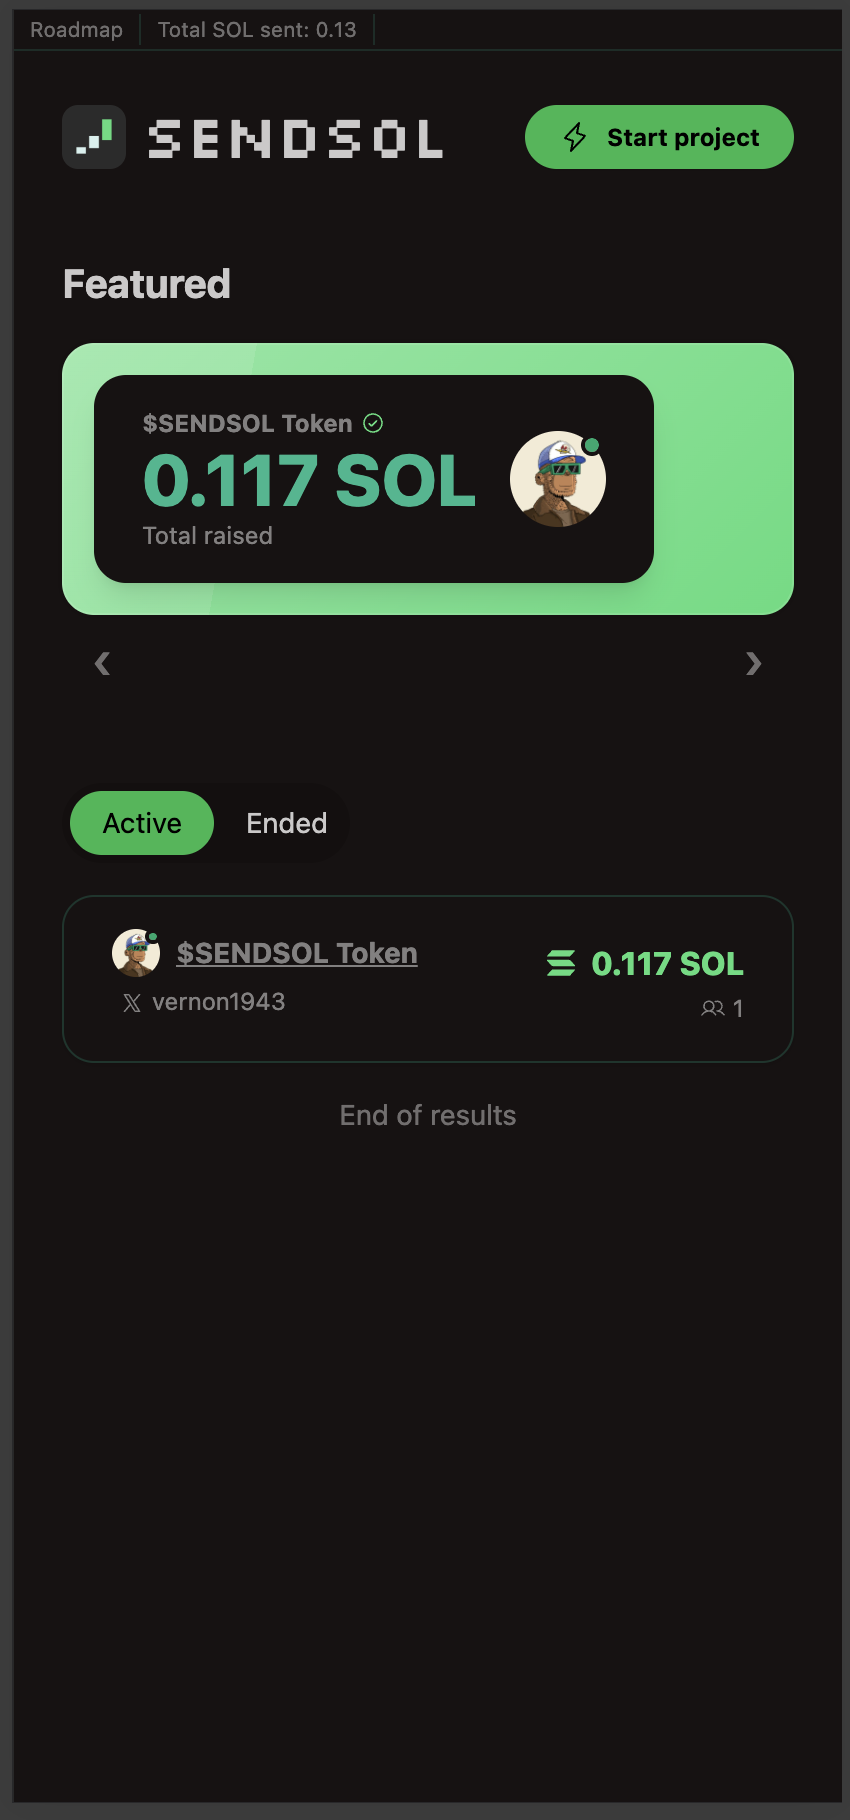 Roadmap
Total SOL sent: 0.13
SENDSOL
Start project
Featured
$SENDSOL Token
0.117 SOL
Total raised
Active
Ended
$SENDSOL Token
0.117 SOL
𝕏 vernon1943
1
End of results